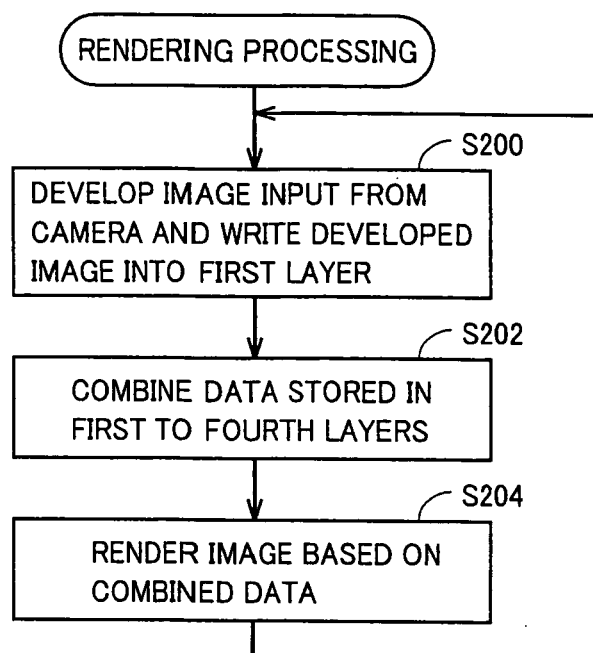 RENDERING PROCESSING
S200
DEVELOP IMAGE INPUT FROM
CAMERA AND WRITE DEVELOPED
IMAGE INTO FIRST LAYER
S202
COMBINE DATA STORED IN
FIRST TO FOURTH LAYERS
S204
RENDER IMAGE BASED ON
COMBINED DATA